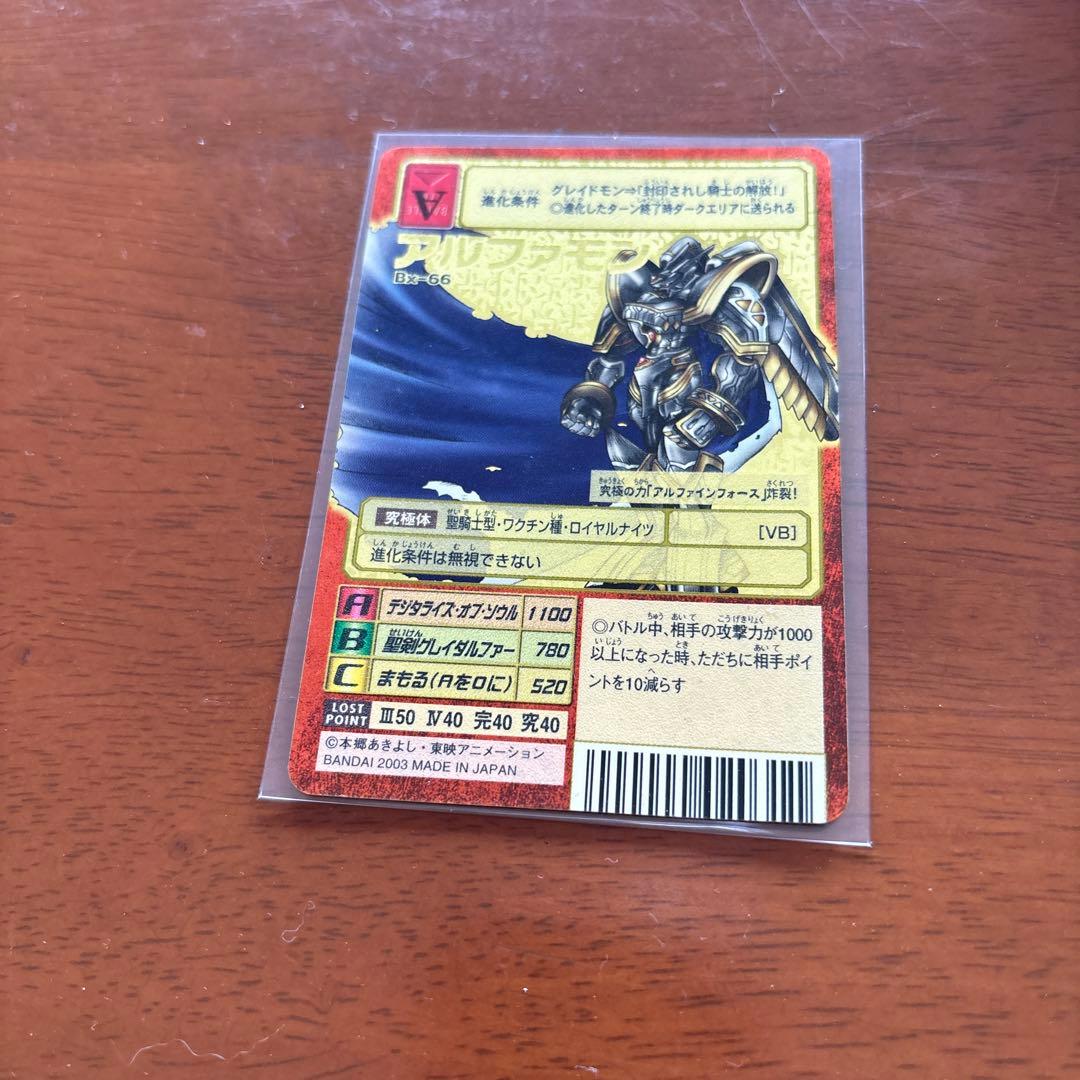 進化条件
グレイドモン⇒「封印されし騎士の解放!」
◎進化したターン終了時ダークエリアに送られる
A
アルファモン
Bx-66
究極の力「アルファインフォース」炸裂!
究極体 聖騎士型・ワクチン種・ロイヤルナイツ [VB]
進化条件は無視できない
A デジタライズ・オブ・ソウル 1100
B 聖剣グレイダルファー 780
C まもる(Aを0に) 520
LOST POINT Ⅲ50 Ⅳ40 完40 究40
◎バトル中、相手の攻撃力が1000
以上になった時、ただちに相手ポイ
ントを10減らす
©本郷あきよし・東映アニメーション
BANDAI 2003 MADE IN JAPAN